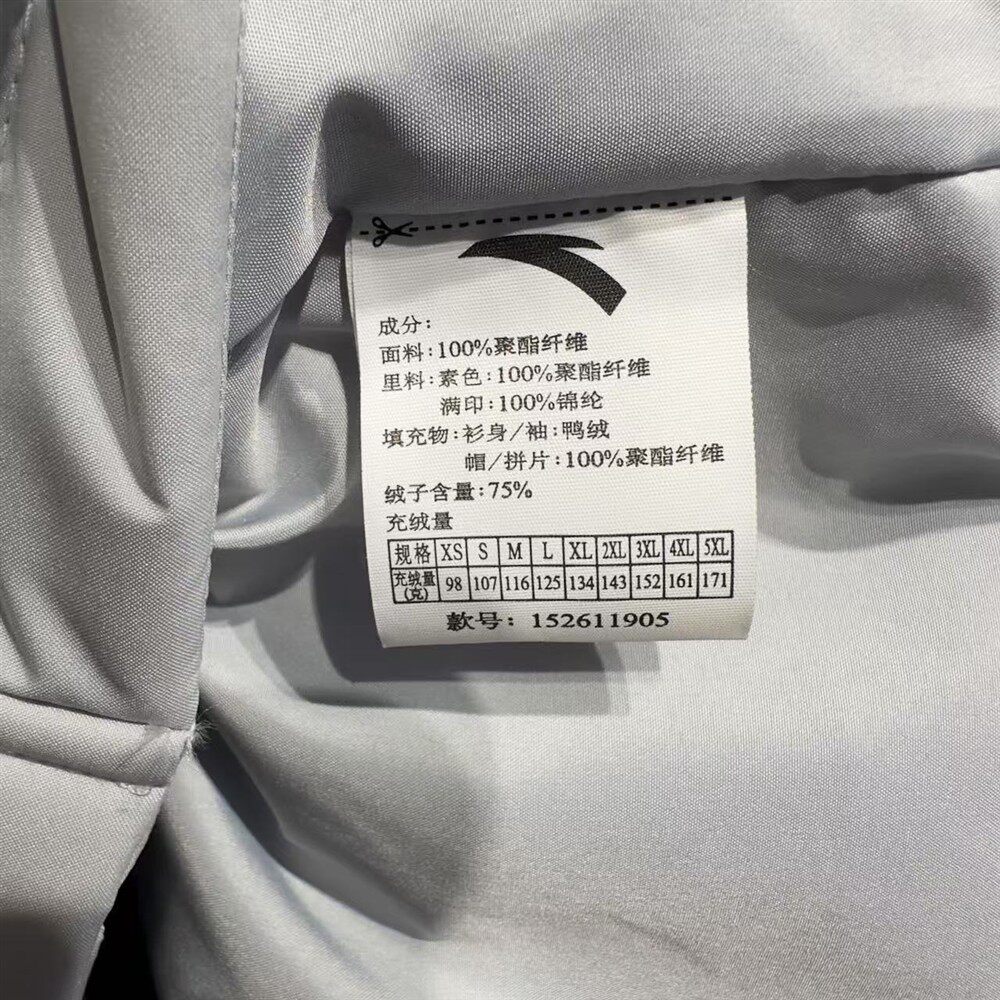 成分:
面料:100%聚酯纤维
里料:素色:100%聚酯纤维
满印:100%锦纶
填充物:衫身/袖:鸭绒
帽/拼片:100%聚酯纤维
绒子含量:75%
充绒量
规格 XS S M L XL 2XL 3XL 4XL 5XL
充绒量(克) 98 107 116 125 134 143 152 161 171
款号: 152611905